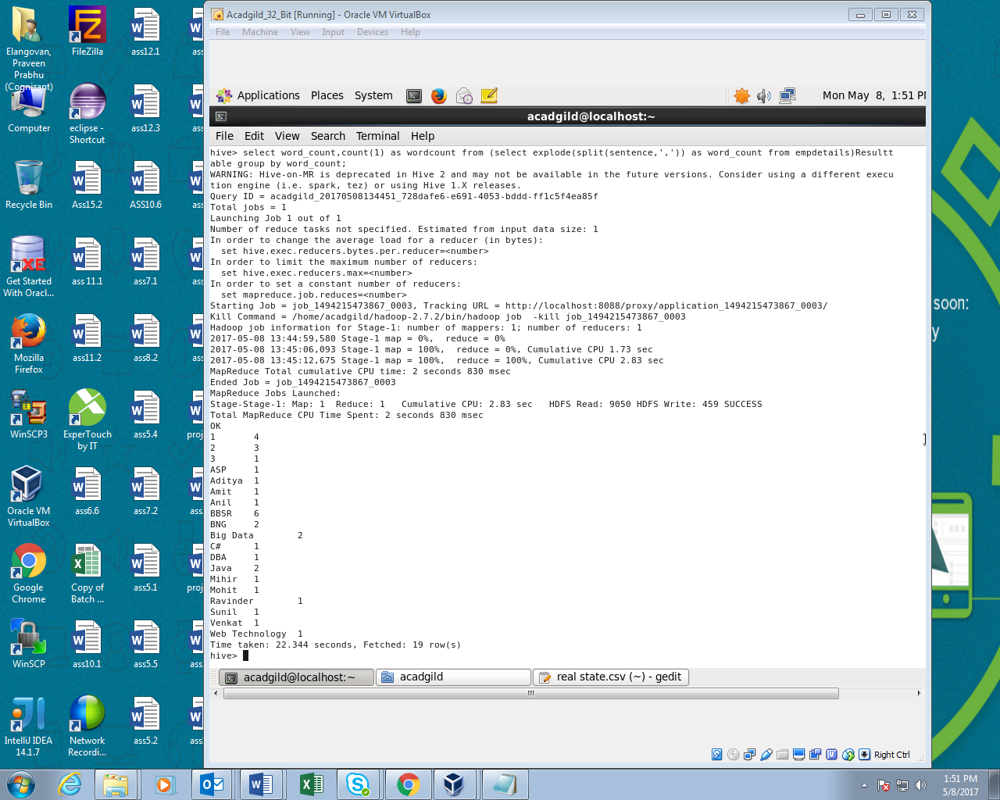 Acadgild_32_Bit [Running] - Oracle VM VirtualBox
File Machine View Input Devices Help
Applications Places System
Mon May 8, 1:51 PM
acadgild@localhost:~
File Edit View Search Terminal Help
hive> select word_count,count(1) as wordcount from (select explode(split(sentence,',')) as word_count from empdetails)Resultt
able group by word_count;
WARNING: Hive-on-MR is deprecated in Hive 2 and may not be available in the future versions. Consider using a different execu
tion engine (i.e. spark, tez) or using Hive 1.X releases.
Query ID = acadgild_20170508134451_728dafe6-e691-4053-bddd-ff1c5f4ea85f
Total jobs = 1
Launching Job 1 out of 1
Number of reduce tasks not specified. Estimated from input data size: 1
In order to change the average load for a reducer (in bytes):
  set hive.exec.reducers.bytes.per.reducer=<number>
In order to limit the maximum number of reducers:
  set hive.exec.reducers.max=<number>
In order to set a constant number of reducers:
  set mapreduce.job.reduces=<number>
Starting Job = job_1494215473867_0003, Tracking URL = http://localhost:8088/proxy/application_1494215473867_0003/
Kill Command = /home/acadgild/hadoop-2.7.2/bin/hadoop job  -kill job_1494215473867_0003
Hadoop job information for Stage-1: number of mappers: 1; number of reducers: 1
2017-05-08 13:44:59,580 Stage-1 map = 0%,  reduce = 0%
2017-05-08 13:45:06,093 Stage-1 map = 100%,  reduce = 0%, Cumulative CPU 1.73 sec
2017-05-08 13:45:12,675 Stage-1 map = 100%,  reduce = 100%, Cumulative CPU 2.83 sec
MapReduce Total cumulative CPU time: 2 seconds 830 msec
Ended Job = job_1494215473867_0003
MapReduce Jobs Launched:
Stage-Stage-1: Map: 1  Reduce: 1   Cumulative CPU: 2.83 sec   HDFS Read: 9050 HDFS Write: 459 SUCCESS
Total MapReduce CPU Time Spent: 2 seconds 830 msec
OK
1 4
2 3
3 1
ASP 1
Aditya 1
Amit 1
Anil 1
BBSR 6
BNG 2
Big Data 2
C# 1
DBA 1
Java 2
Mihir 1
Mohit 1
Ravinder 1
Sunil 1
Venkat 1
Web Technology 1
Time taken: 22.344 seconds, Fetched: 19 row(s)
hive>
acadgild@localhost:~ acadgild real state.csv (~) - gedit
Right Ctrl
Elangovan,
Praveen
Prabhu
(Cognizant)
FileZilla
ass12.1
ass
Computer
eclipse -
Shortcut
ass12.3
ass
Recycle Bin
Ass15.2
ASS10.6
ass
Get Started
With Oracl...
ass 11.1
ass7.1
ass
Mozilla
Firefox
ass11.2
ass8.2
ass
WinSCP3
ExperTouch
by IT
ass5.4
proj
Oracle VM
VirtualBox
ass6.6
ass7.2
ass
Google
Chrome
Copy of
Batch ...
ass5.1
proj
WinSCP
ass10.1
ass5.5
ass
IntelliJ IDEA
14.1.7
Network
Recordi...
ass5.2
ass
soon:
y
1:51 PM
5/8/2017